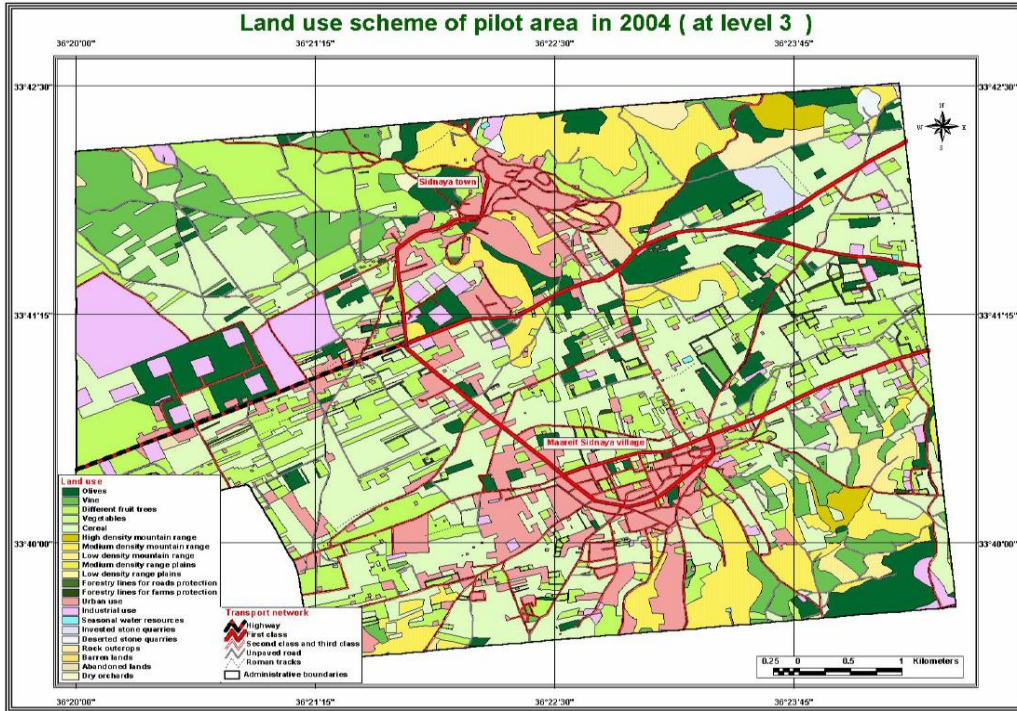 Land use scheme of pilot area in 2004 ( at level 3 )
36°20'00" 36°21'15" 36°22'30" 36°23'45"
33°42'30" 33°42'30"
N
W E
S
Sidnaya town
33°41'15" 33°41'15"
Maareit Sidnaya village
33°40'00" 33°40'00"
Land use
Olives
Vine
Different fruit trees
Vegetables
Cereal
High density mountain range
Medium density mountain range
Low density mountain range
Medium density range plains
Low density range plains
Forestry lines for roads protection
Forestry lines for farms protection
Urban use
Industrial use
Seasonal water resources
Invested stone quarries
Deserted stone quarries
Rock outcrops
Barren lands
Abandoned lands
Dry orchards
Transport network
Highway
First class
Second class and third class
Unpaved road
Roman tracks
Administrative boundaries
0.25 0 0.5 1 Kilometers
36°20'00" 36°21'15" 36°22'30" 36°23'45"